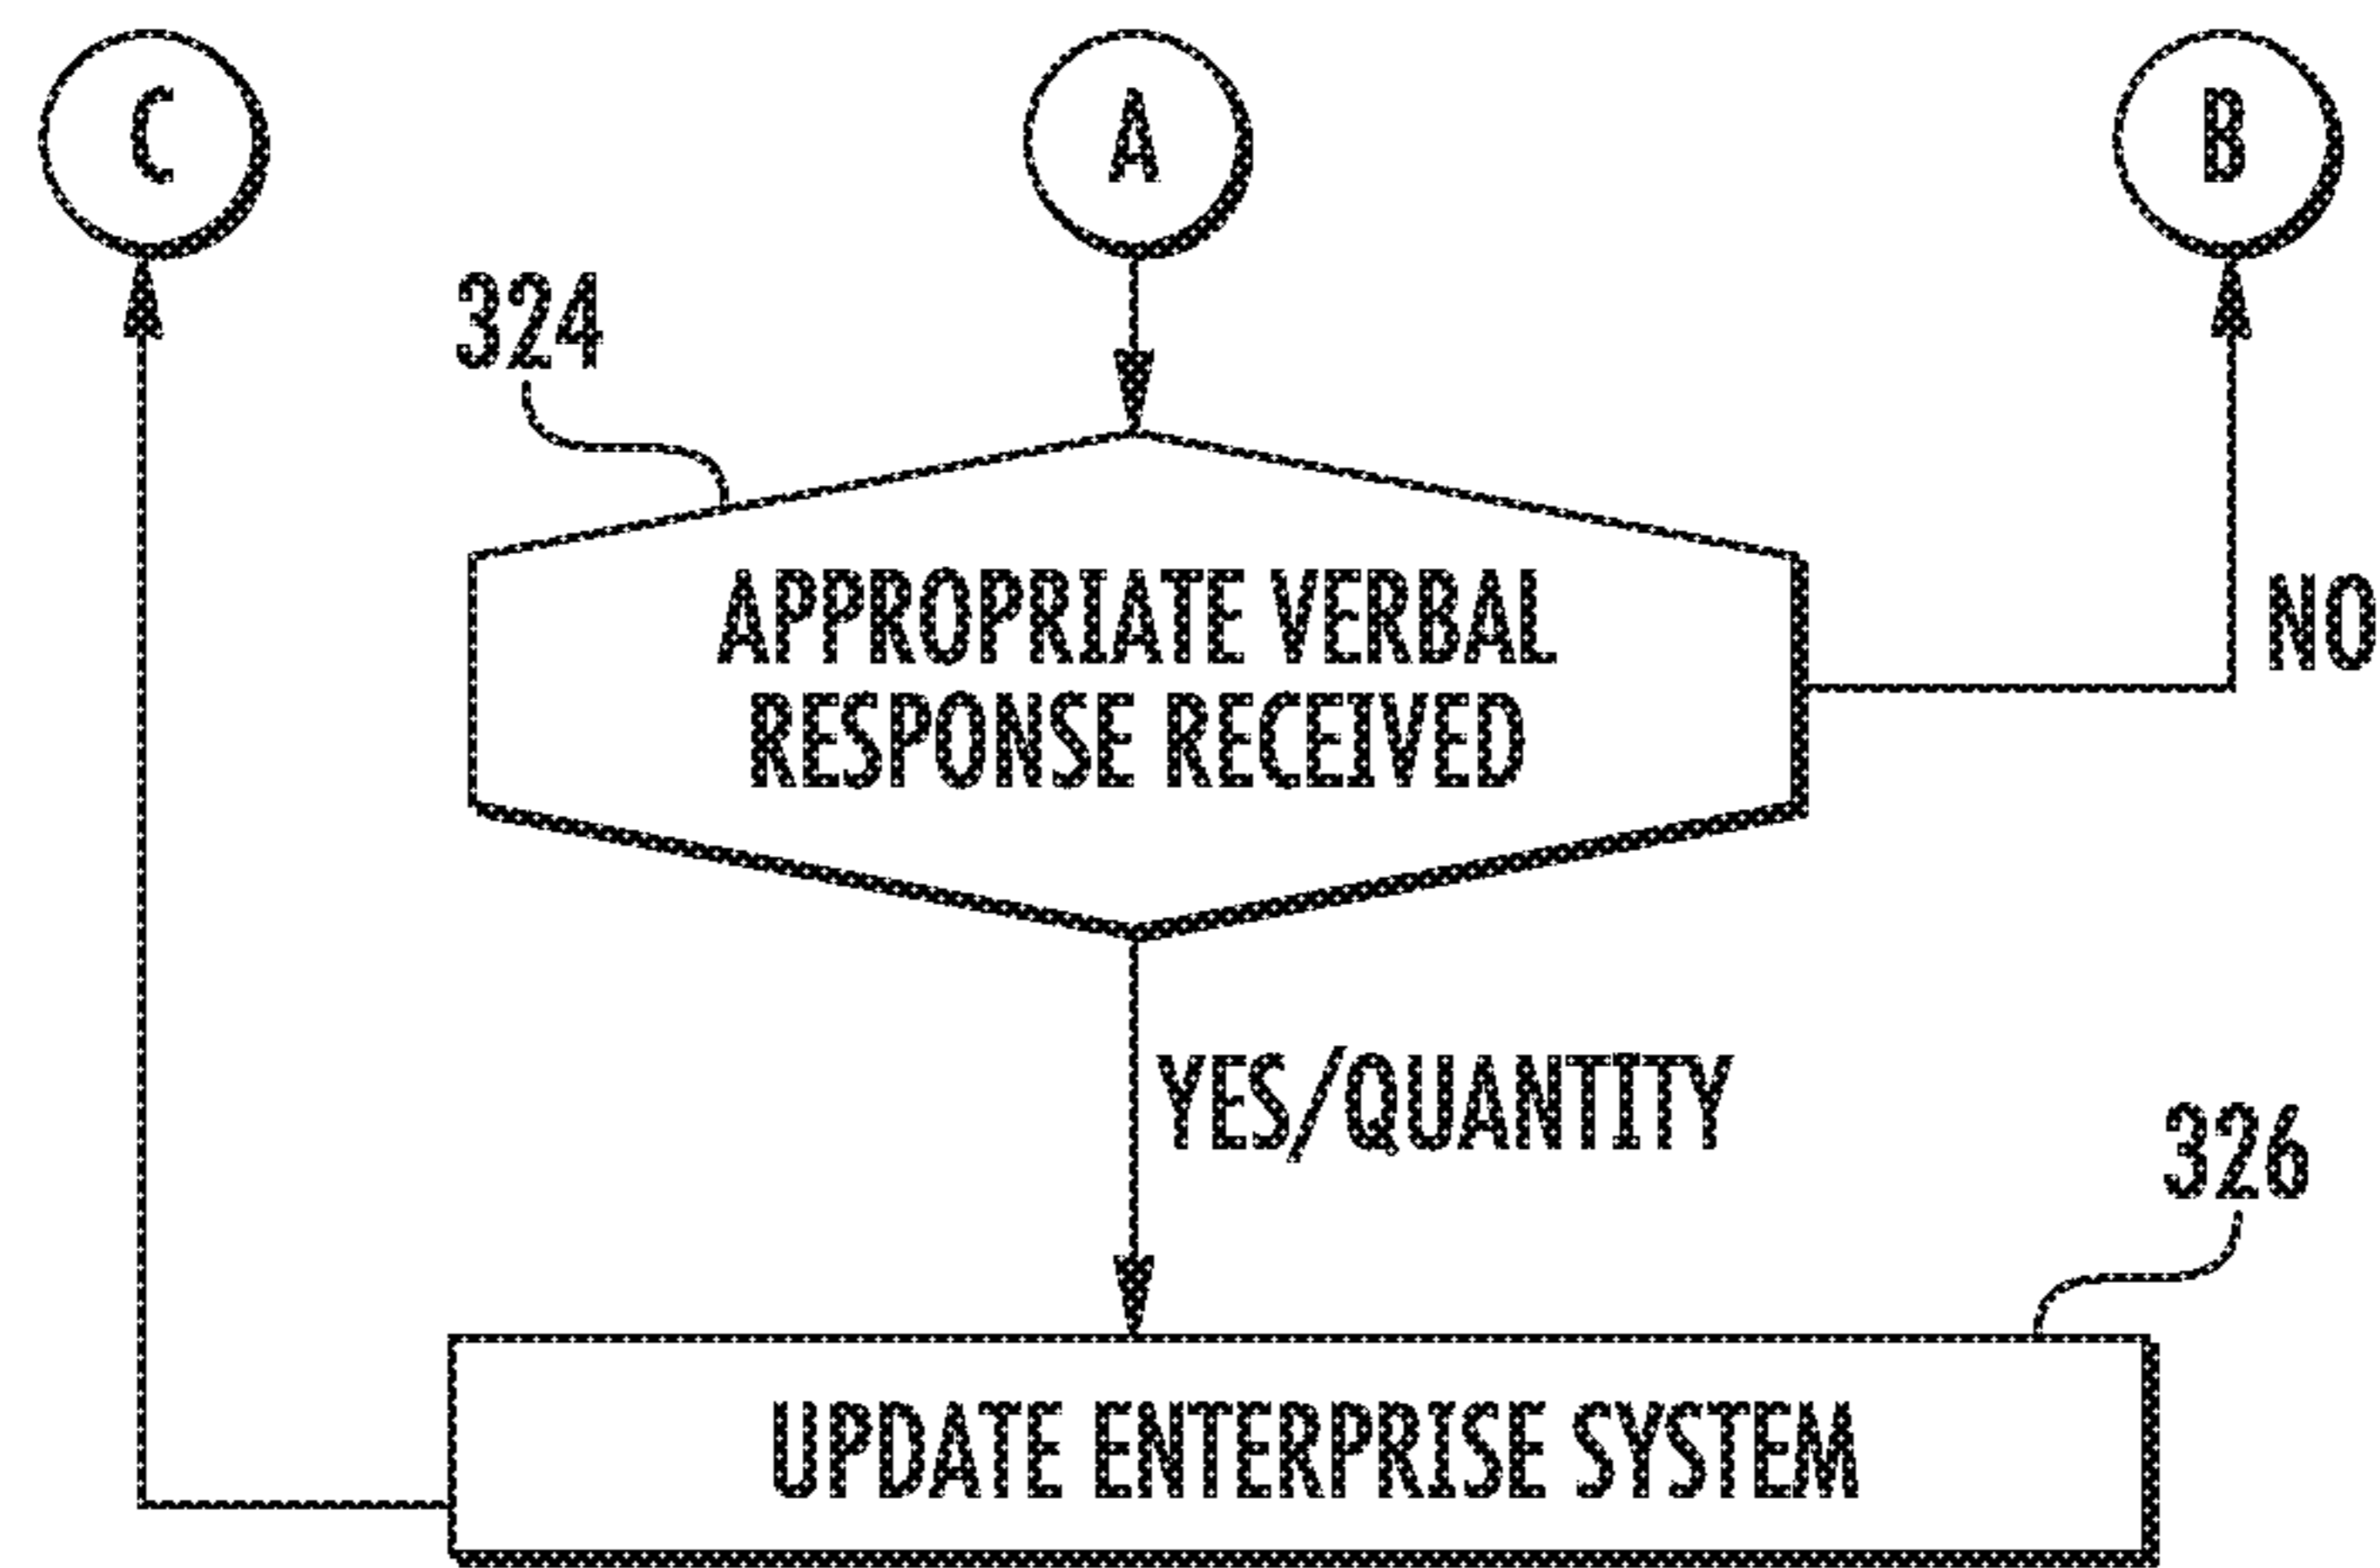 C
A
B
324
APPROPRIATE VERBAL
RESPONSE RECEIVED
NO
YES/QUANTITY
326
UPDATE ENTERPRISE SYSTEM